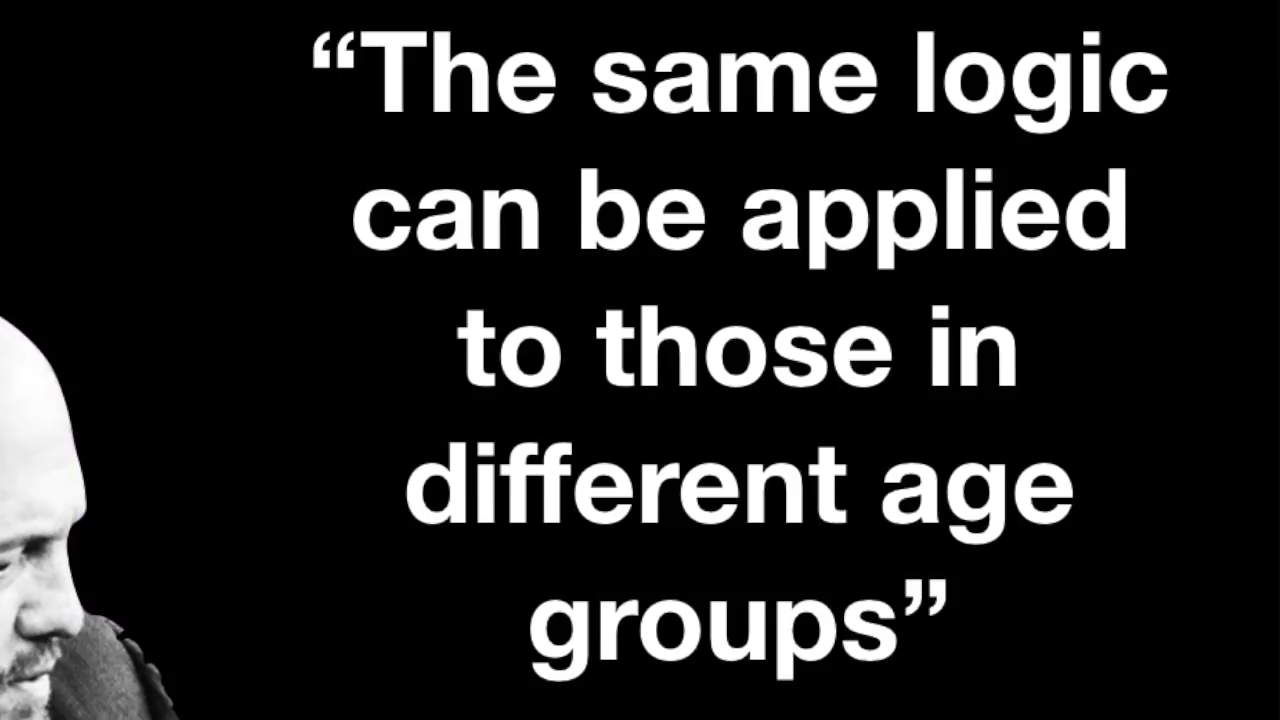 “The same logic
can be applied
to those in
different age
groups”